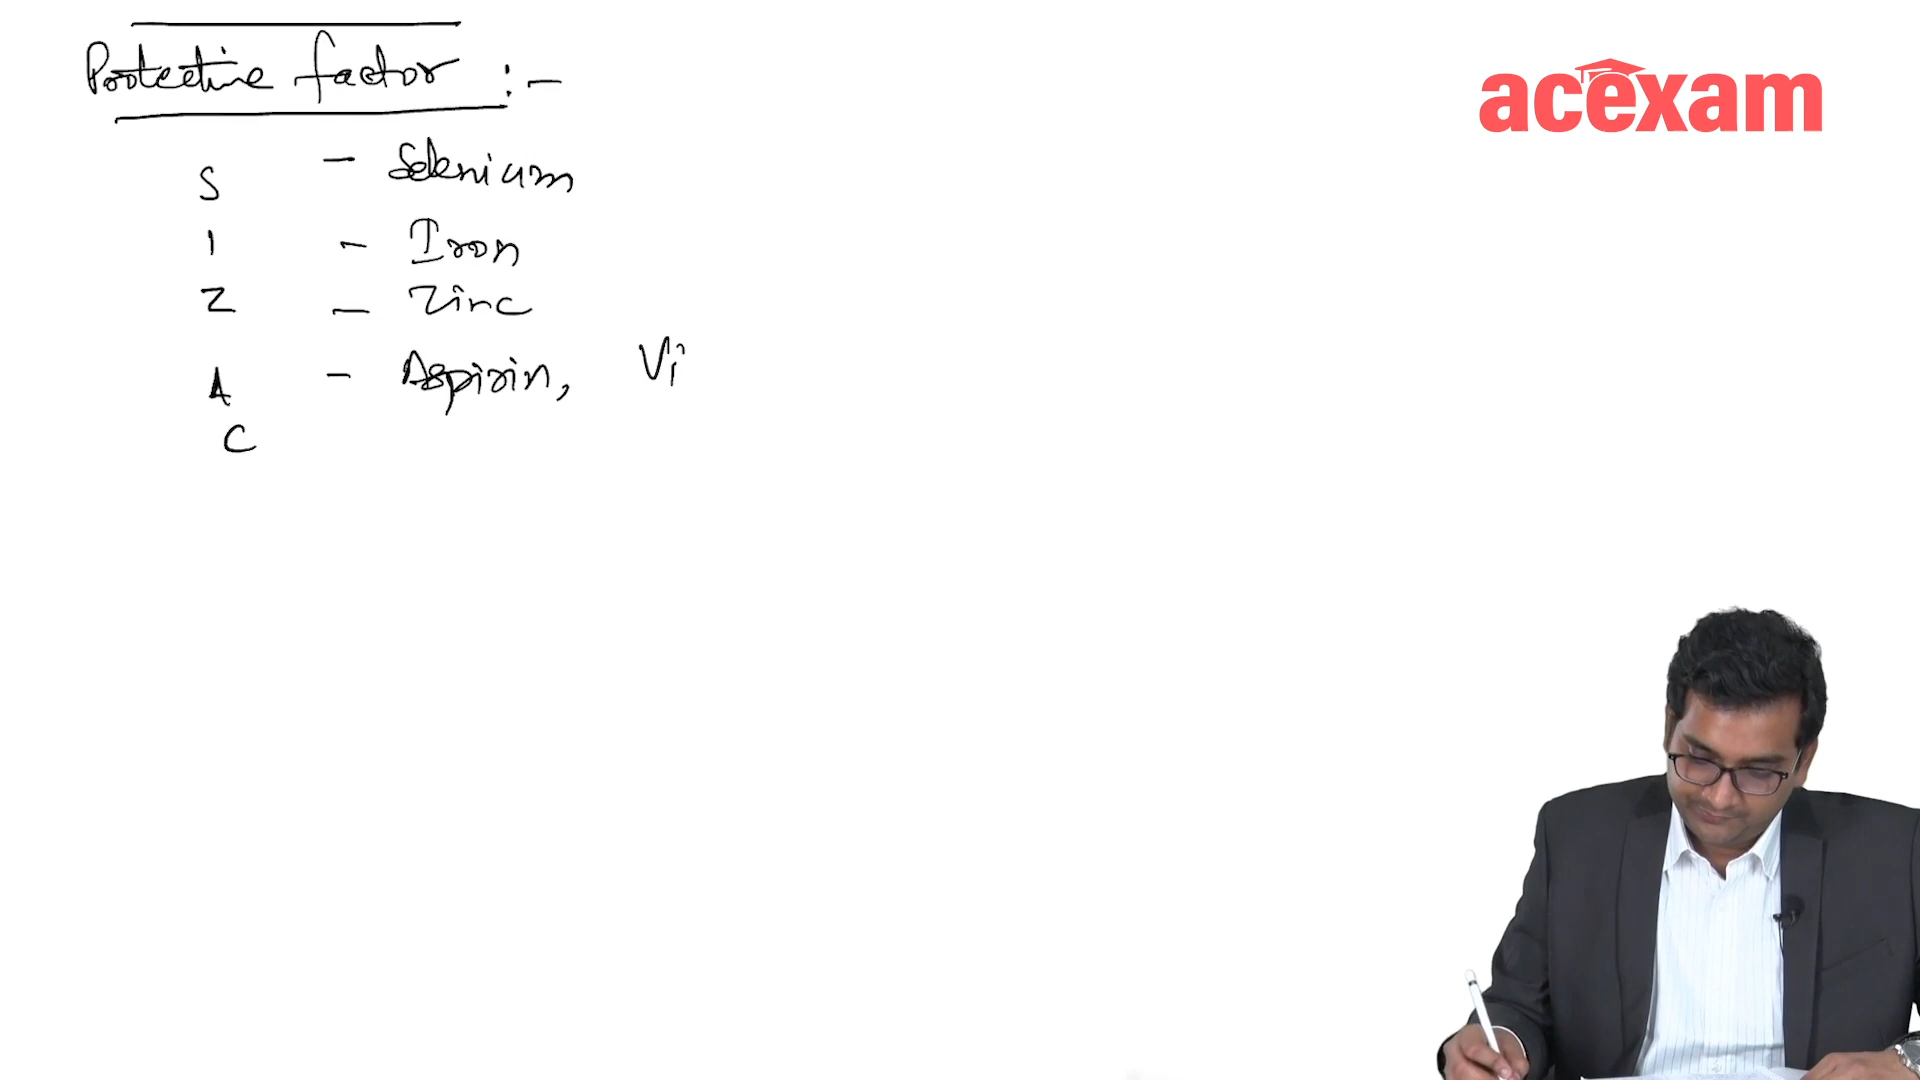 Protective factor :-
acexam
S - Selenium
I - Iron
Z - Zinc
A - Aspirin, Vi
C